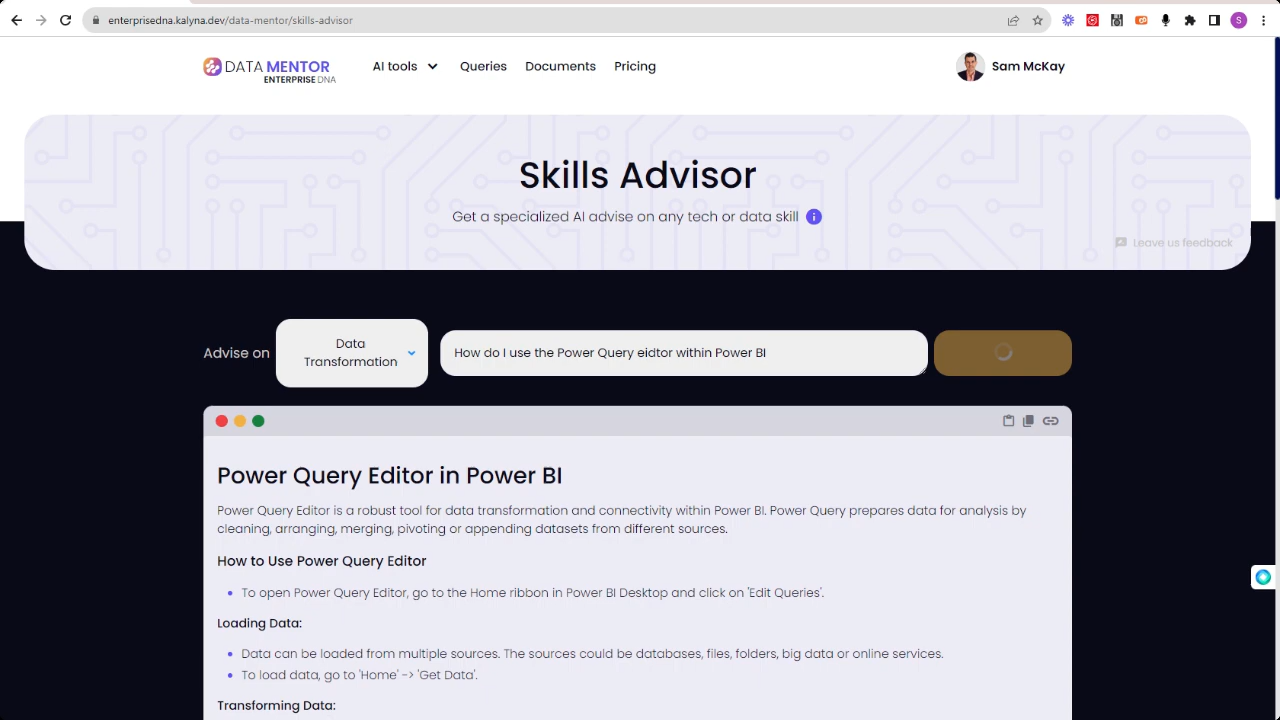 enterprisedna.kalyna.dev/data-mentor/skills-advisor
S
DATA MENTOR
ENTERPRISE DNA
AI tools
Queries
Documents
Pricing
Sam McKay
Skills Advisor
Get a specialized AI advise on any tech or data skill
i
Leave us feedback
Advise on
Data
Transformation
How do I use the Power Query eidtor within Power BI
Power Query Editor in Power BI
Power Query Editor is a robust tool for data transformation and connectivity within Power BI. Power Query prepares data for analysis by
cleaning, arranging, merging, pivoting or appending datasets from different sources.
How to Use Power Query Editor
To open Power Query Editor, go to the Home ribbon in Power BI Desktop and click on 'Edit Queries'.
Loading Data:
Data can be loaded from multiple sources. The sources could be databases, files, folders, big data or online services.
To load data, go to 'Home' -> 'Get Data'.
Transforming Data: